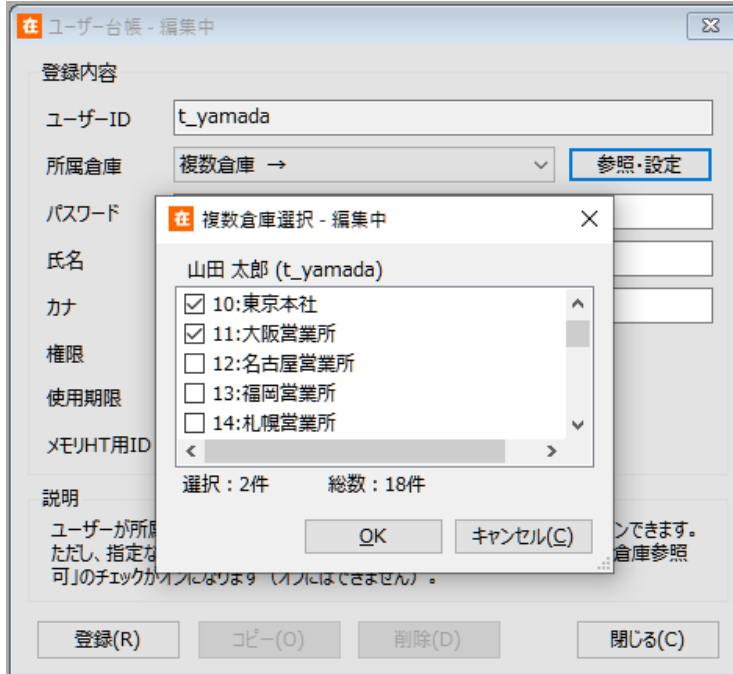 在 ユーザー台帳 - 編集中
登録内容
ユーザーID t_yamada
所属倉庫 複数倉庫 → 参照・設定
パスワード
氏名
カナ
権限
使用期限
メモリHT用ID
在 複数倉庫選択 - 編集中
山田 太郎 (t_yamada)
10:東京本社
11:大阪営業所
12:名古屋営業所
13:福岡営業所
14:札幌営業所
選択：2件 総数：18件
OK キャンセル(C)
説明
ユーザーが所 ンできます。
ただし、指定な 倉庫参照
可」のチェックがオンになります（オフにはできません）。
登録(R) コピー(O) 削除(D) 閉じる(C)